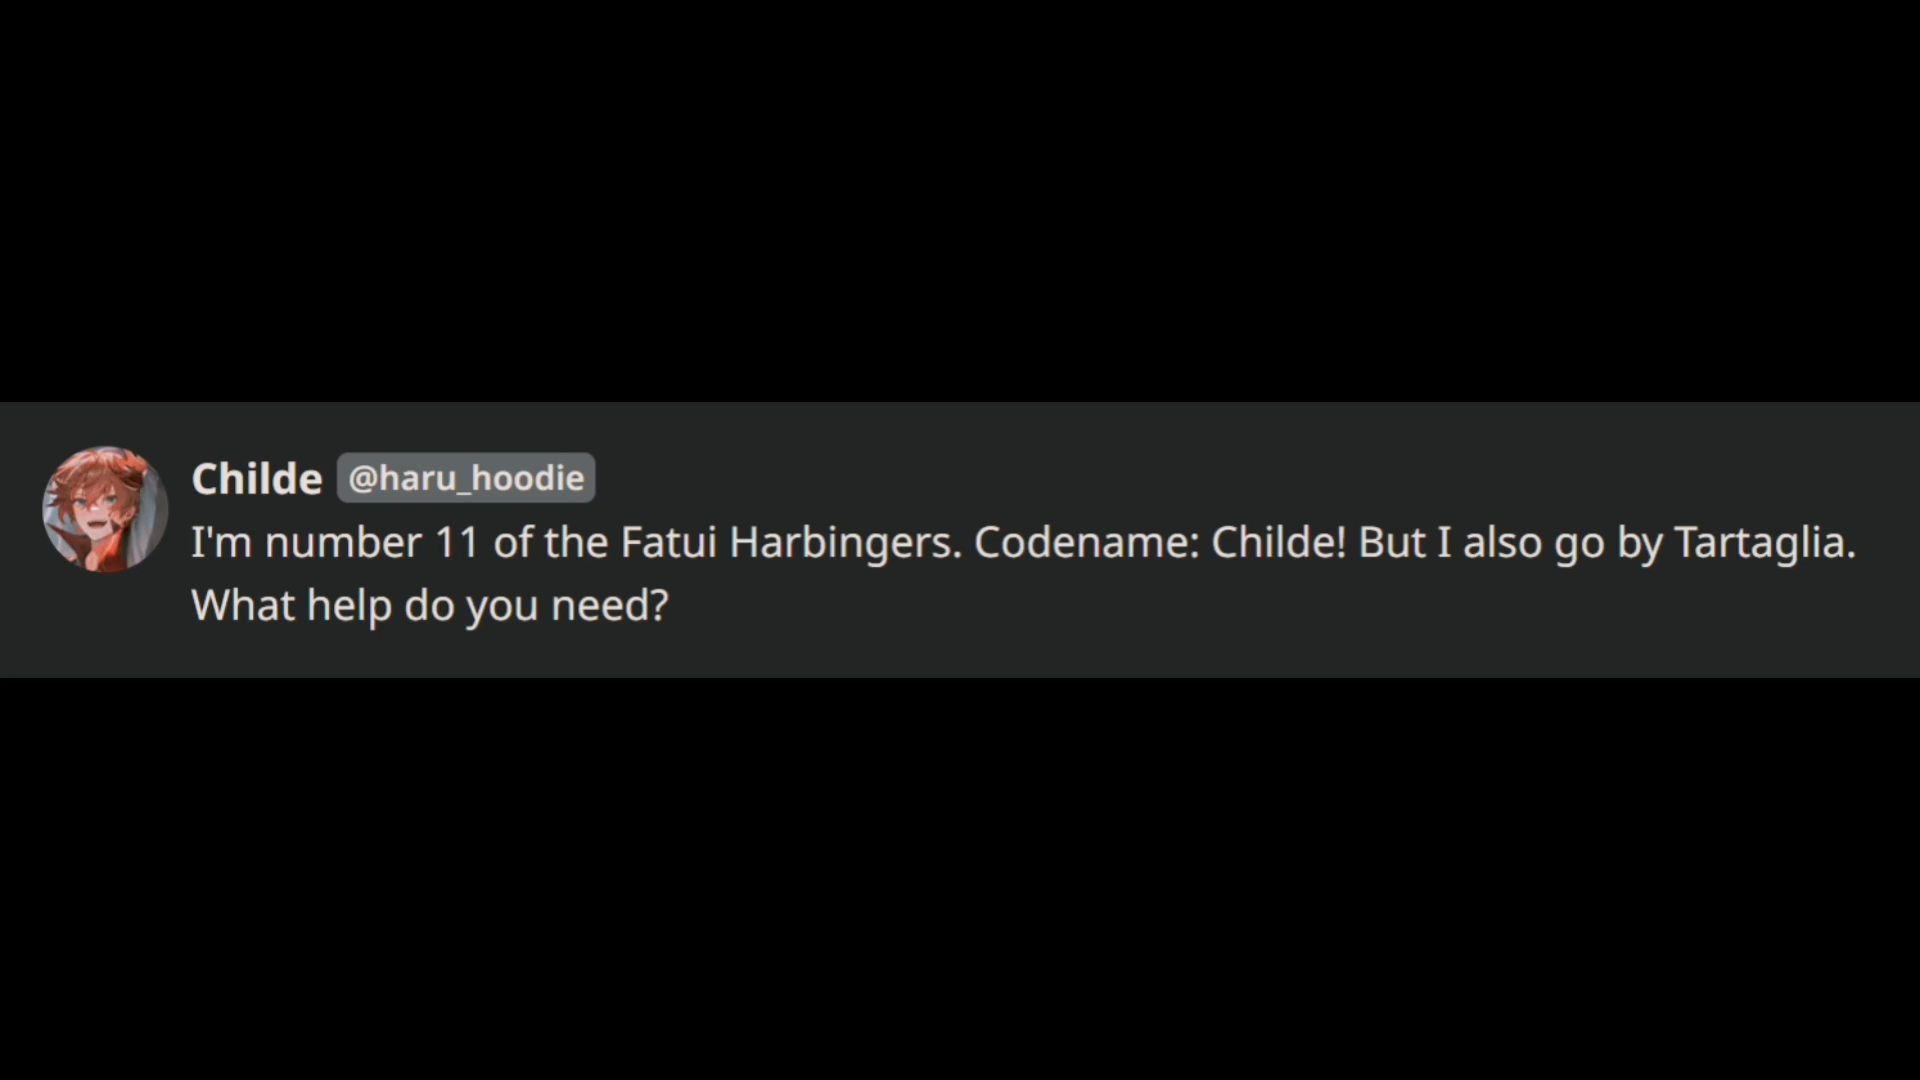 Childe @haru_hoodie
I'm number 11 of the Fatui Harbingers. Codename: Childe! But I also go by Tartaglia.
What help do you need?